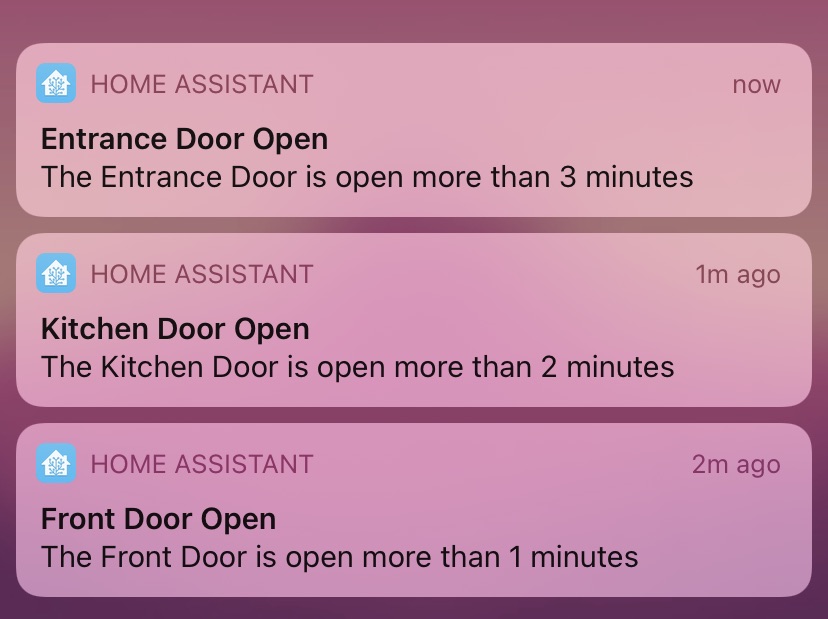 HOME ASSISTANT now
Entrance Door Open
The Entrance Door is open more than 3 minutes
HOME ASSISTANT 1m ago
Kitchen Door Open
The Kitchen Door is open more than 2 minutes
HOME ASSISTANT 2m ago
Front Door Open
The Front Door is open more than 1 minutes